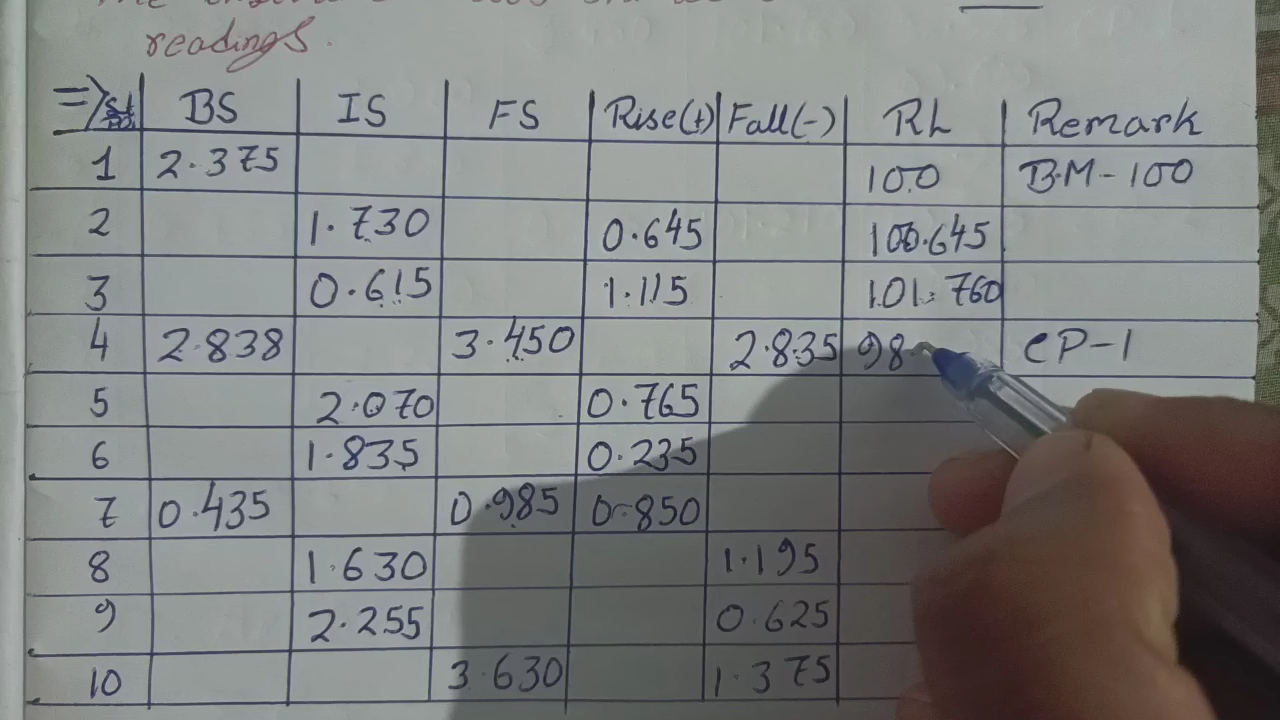 readings.
=> St no. BS IS FS Rise(+) Fall(-) RL Remark
1 2.375 100 B.M-100
2 1.730 0.645 100.645
3 0.615 1.115 101.760
4 2.838 3.450 2.835 98. CP-1
5 2.070 0.765
6 1.835 0.235
7 0.435 0.985 0.850
8 1.630 1.195
9 2.255 0.625
10 3.630 1.375